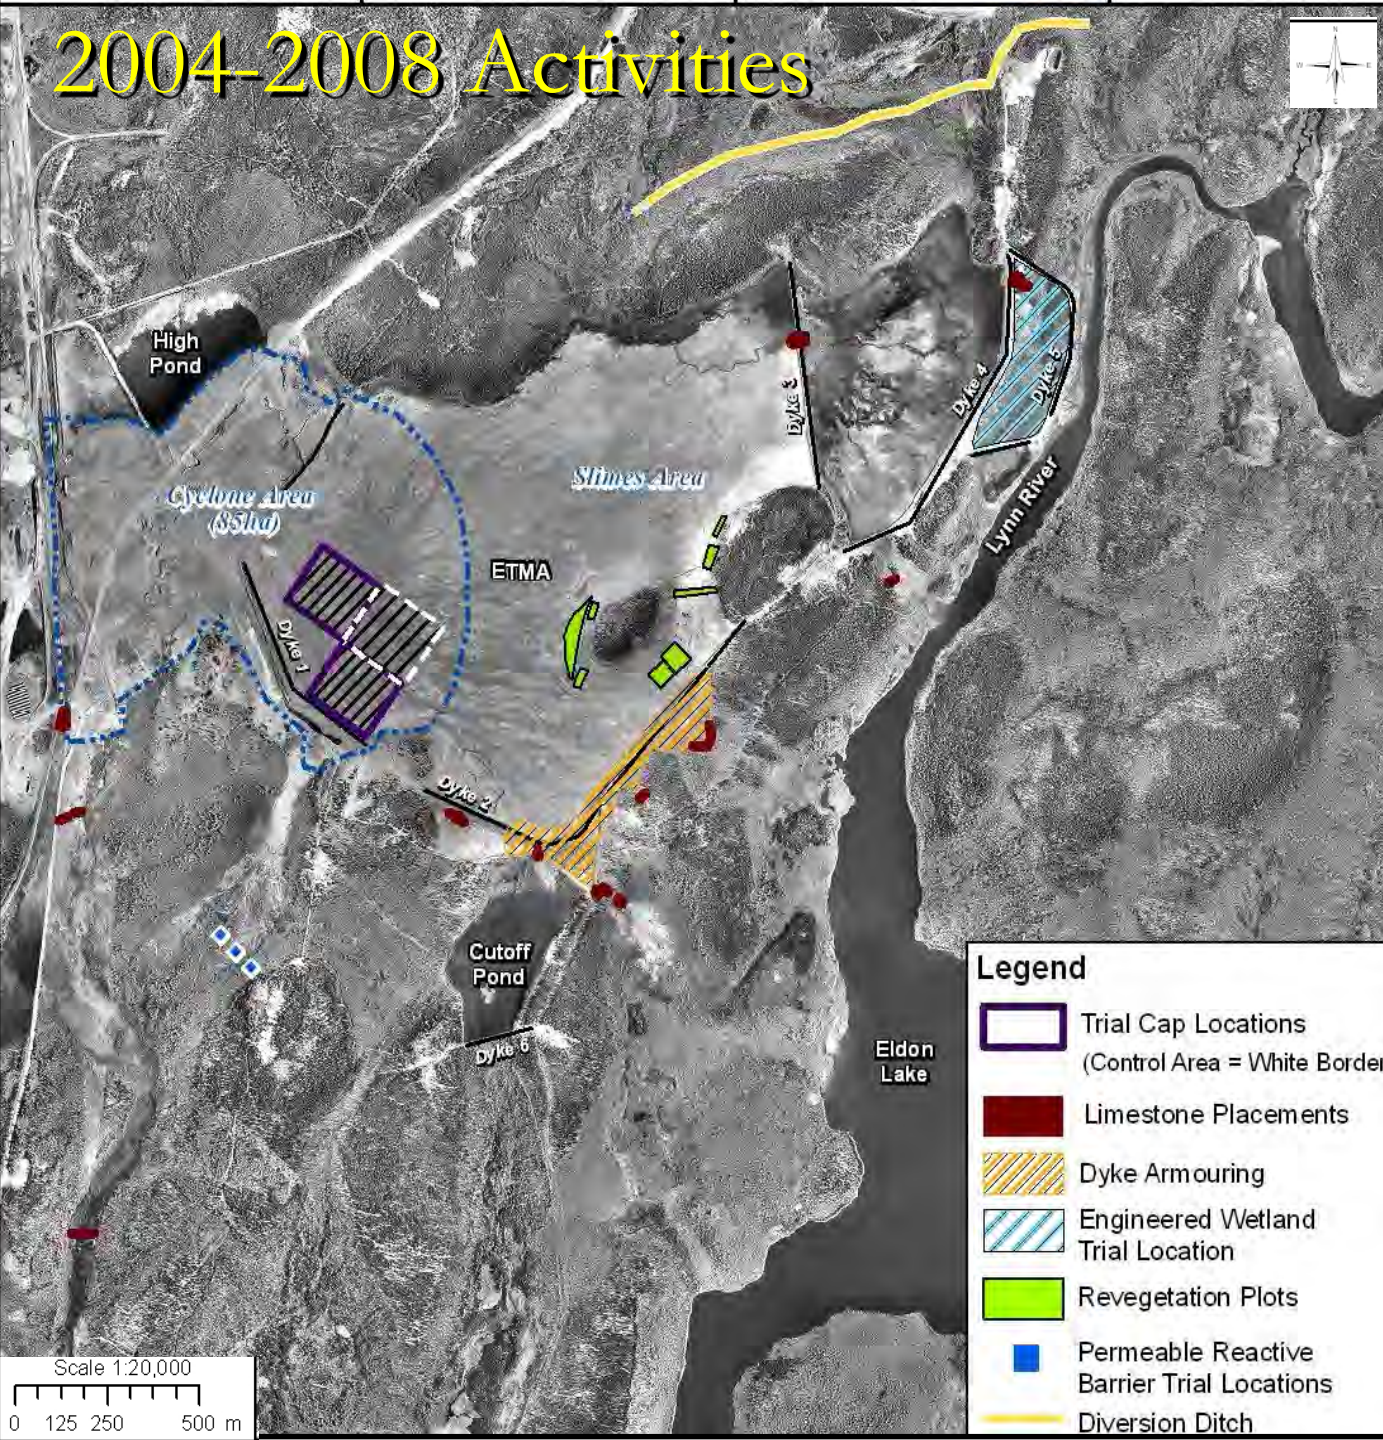 2004-2008 Activities
N
W
E
High
Pond
Cyclone Area
(85ha)
Dyke 1
ETMA
Slimes Area
Dyke 3
Dyke 4
Dyke 5
Lynn River
Dyke 2
Cutoff
Pond
Dyke 6
Eldon
Lake
Legend
Trial Cap Locations
(Control Area = White Border
Limestone Placements
Dyke Armouring
Engineered Wetland
Trial Location
Revegetation Plots
Permeable Reactive
Barrier Trial Locations
Diversion Ditch
Scale 1:20,000
0 125 250 500 m